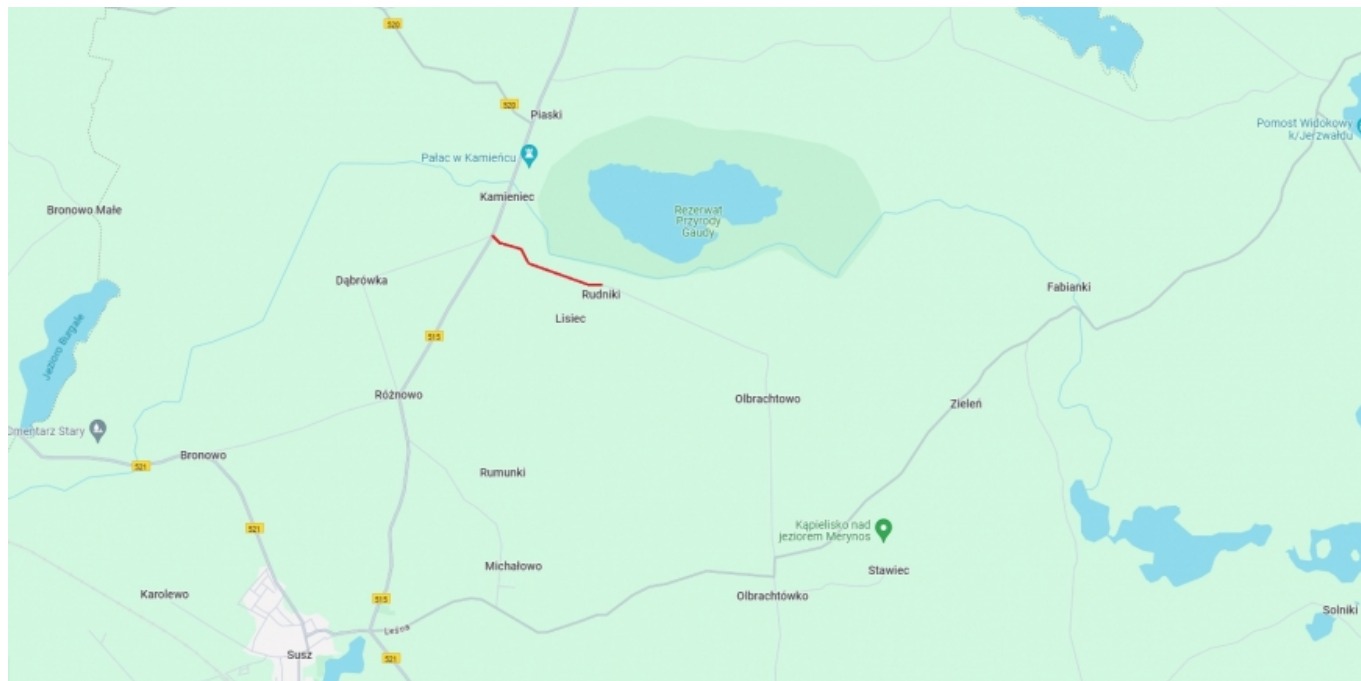 520
520
Piaski
Pałac w Kamieńcu
Pomost Widokowy
k/Jerzwałdu
Kamieniec
Bronowo Małe
Rezerwat
Przyrody
Gaudy
Dąbrówka
Rudniki
Fabianki
Lisiec
515
Jezioro Burgale
Różnowo
Olbrachtowo
Zieleń
Cmentarz Stary
Bronowo
521
Rumunki
521
Kąpielisko nad
jeziorem Merynos
Michałowo
Stawiec
Karolewo
515
Olbrachtówko
Solniki
Leśna
Susz
521